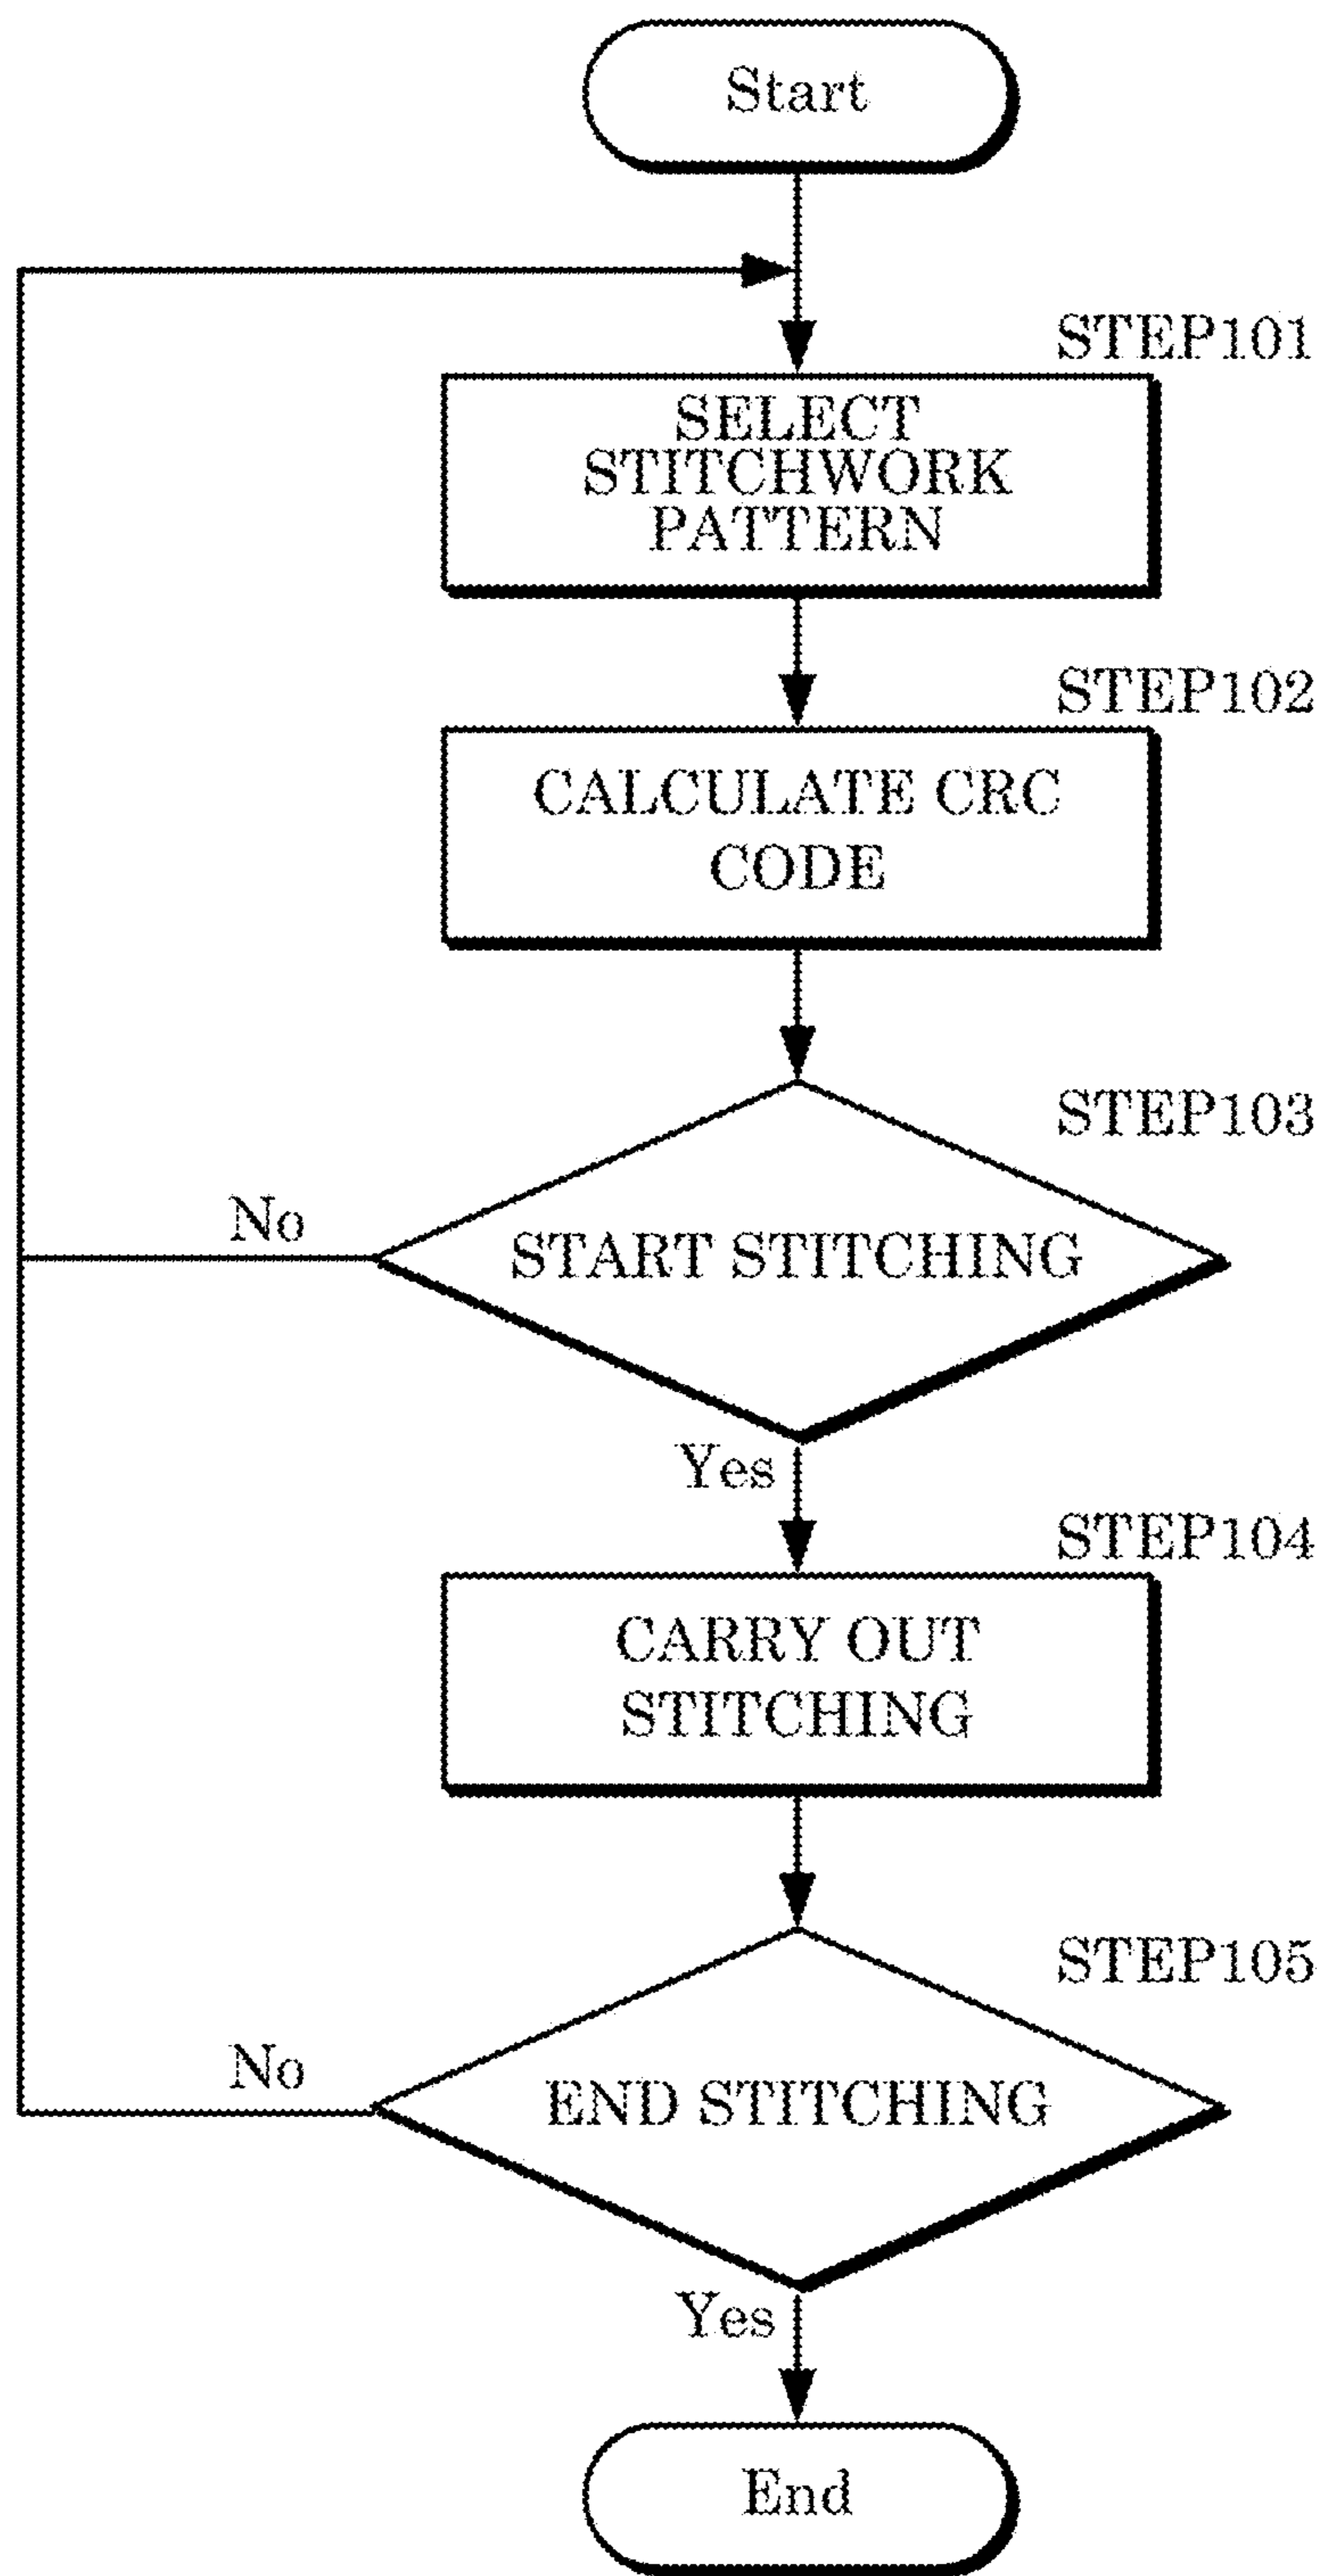 Start
STEP101
SELECT
STITCHWORK
PATTERN
STEP102
CALCULATE CRC
CODE
STEP103
No
START STITCHING
Yes
STEP104
CARRY OUT
STITCHING
STEP105
No
END STITCHING
Yes
End